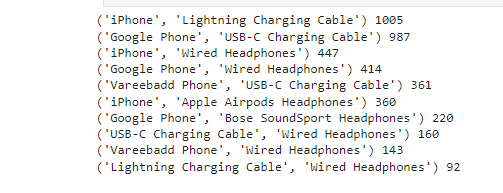 ('iPhone', 'Lightning Charging Cable') 1005
('Google Phone', 'USB-C Charging Cable') 987
('iPhone', 'Wired Headphones') 447
('Google Phone', 'Wired Headphones') 414
('Vareebadd Phone', 'USB-C Charging Cable') 361
('iPhone', 'Apple Airpods Headphones') 360
('Google Phone', 'Bose SoundSport Headphones') 220
('USB-C Charging Cable', 'Wired Headphones') 160
('Vareebadd Phone', 'Wired Headphones') 143
('Lightning Charging Cable', 'Wired Headphones') 92